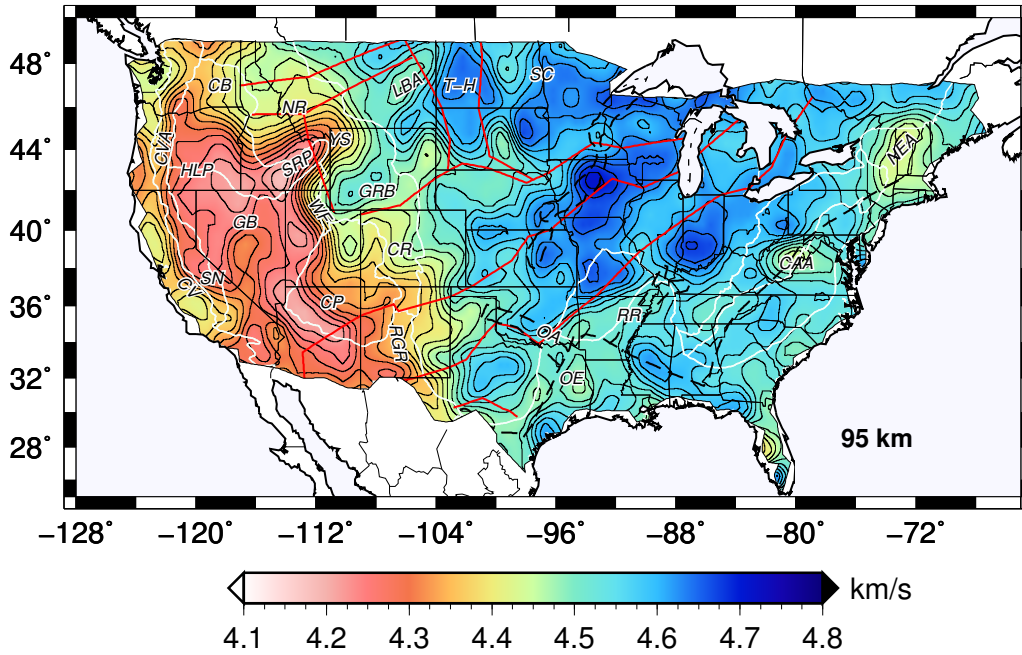 48°
44°
40°
36°
32°
28°
CB
NR
LBA
T-H
SC
CVA
HLP
SRP
YS
GRB
NEA
GB
WF
CR
CAA
SN
CV
CP
RGR
RR
OA
OE
95 km
−128° −120° −112° −104° −96° −88° −80° −72°
km/s
4.1 4.2 4.3 4.4 4.5 4.6 4.7 4.8